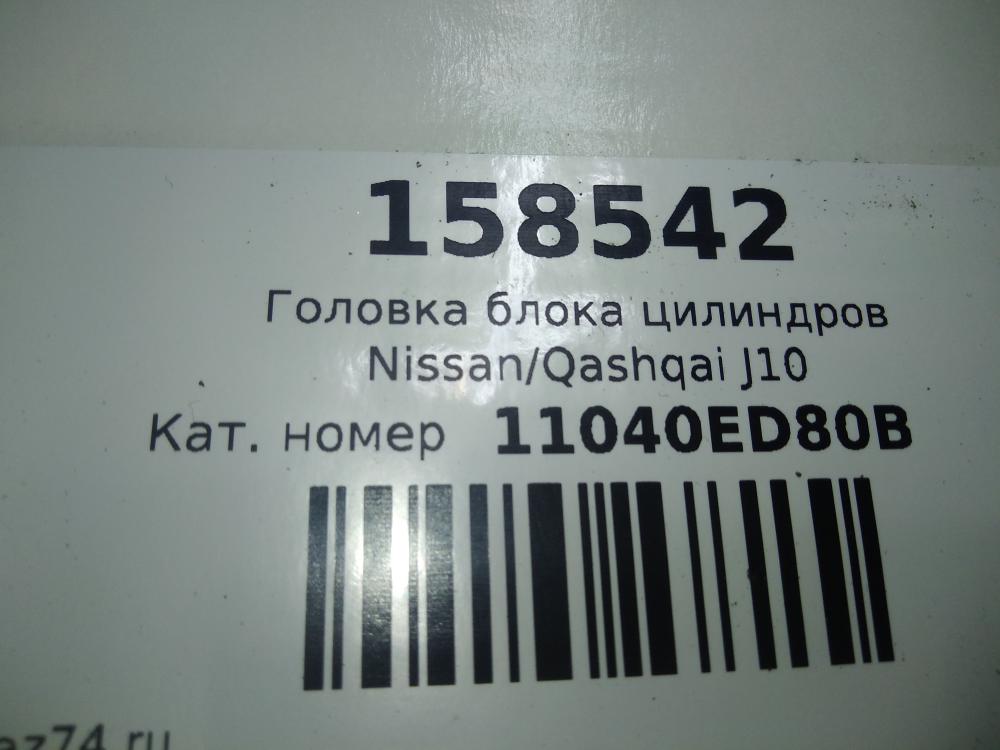 158542
Головка блока цилиндров
Nissan/Qashqai J10
Кат. номер 11040ED80B